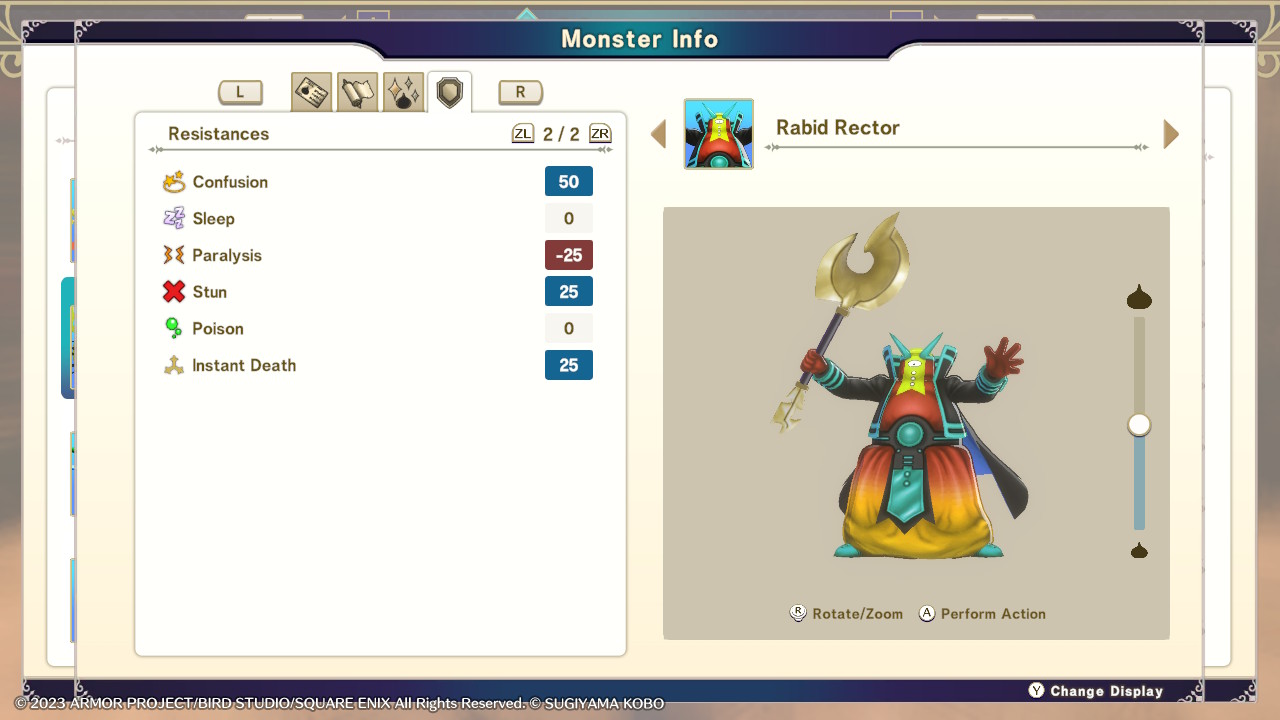 Monster Info
L
R
Resistances
ZL 2 / 2 ZR
Confusion 50
Sleep 0
Paralysis -25
Stun 25
Poison 0
Instant Death 25
Rabid Rector
R Rotate/Zoom A Perform Action
Y Change Display
© 2023 ARMOR PROJECT/BIRD STUDIO/SQUARE ENIX All Rights Reserved. © SUGIYAMA KOBO